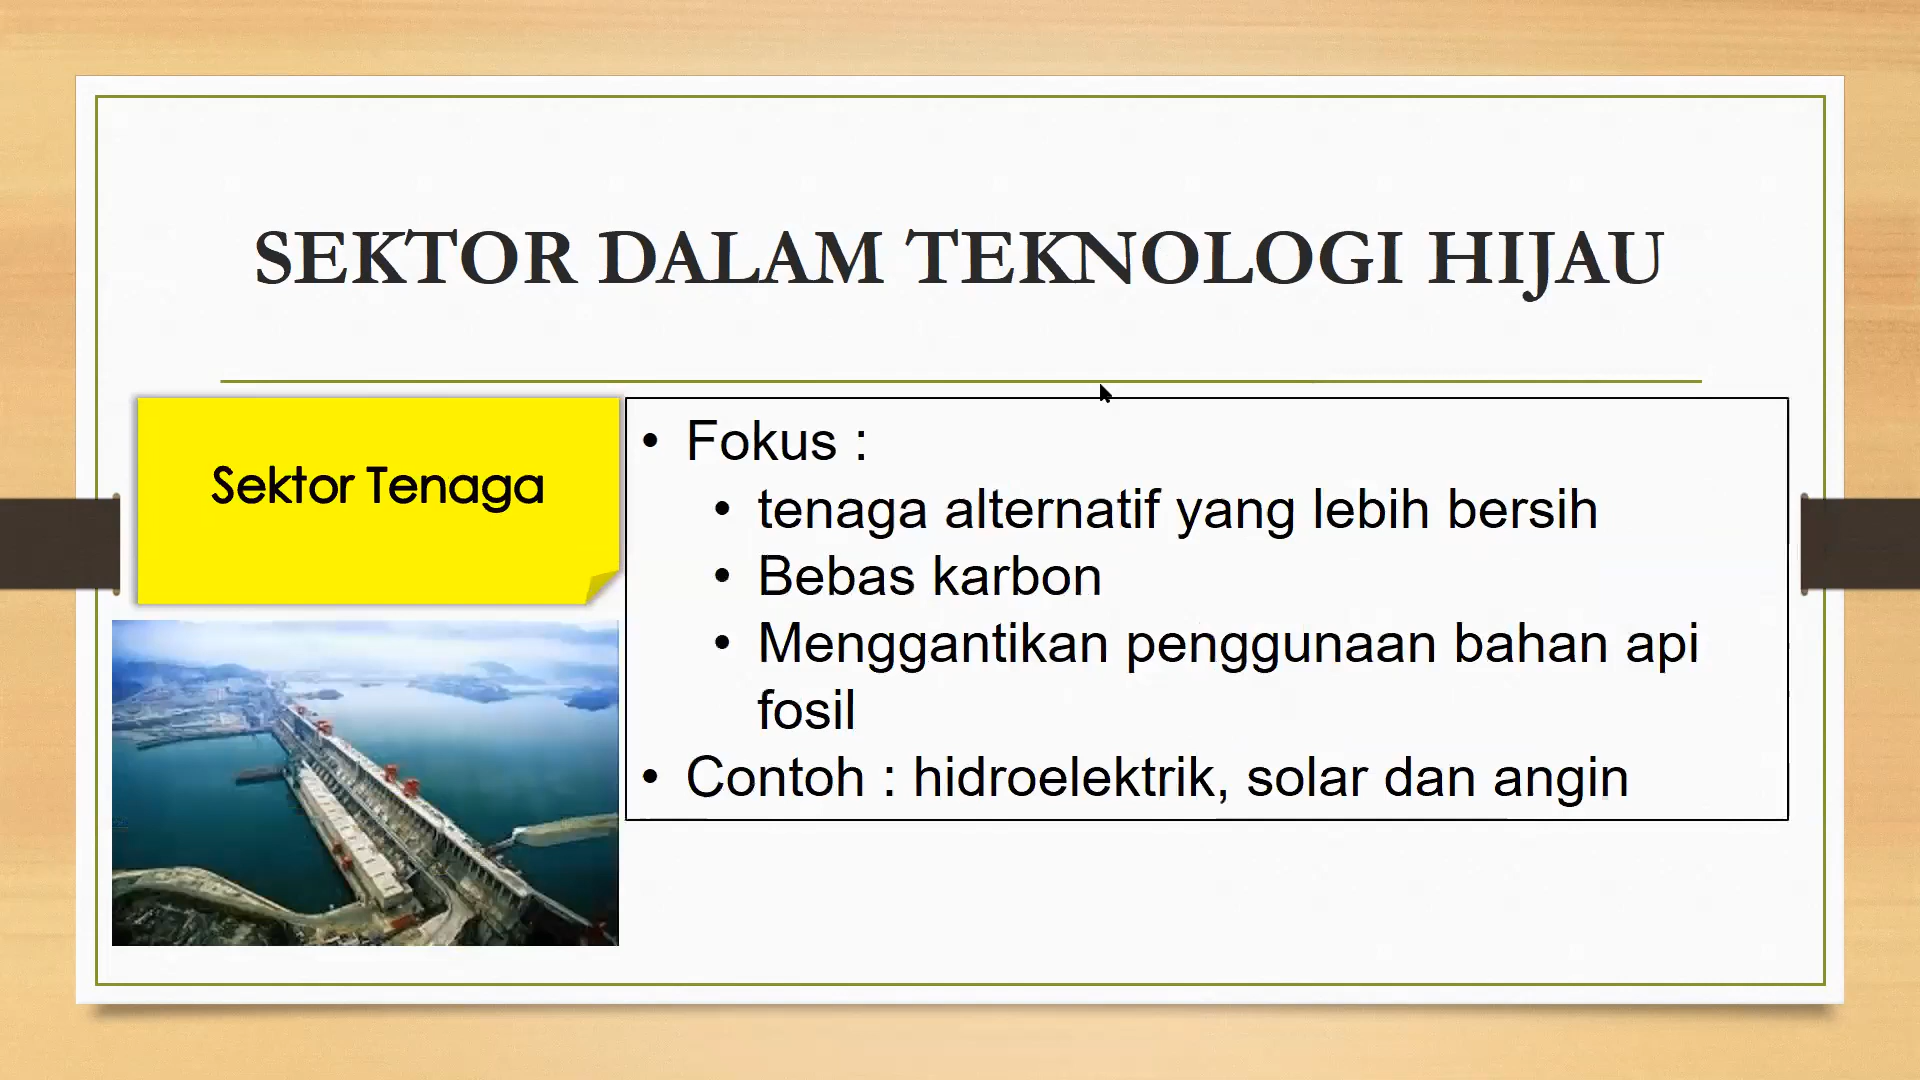 SEKTOR DALAM TEKNOLOGI HIJAU
Sektor Tenaga
• Fokus :
• tenaga alternatif yang lebih bersih
• Bebas karbon
• Menggantikan penggunaan bahan api
fosil
• Contoh : hidroelektrik, solar dan angin